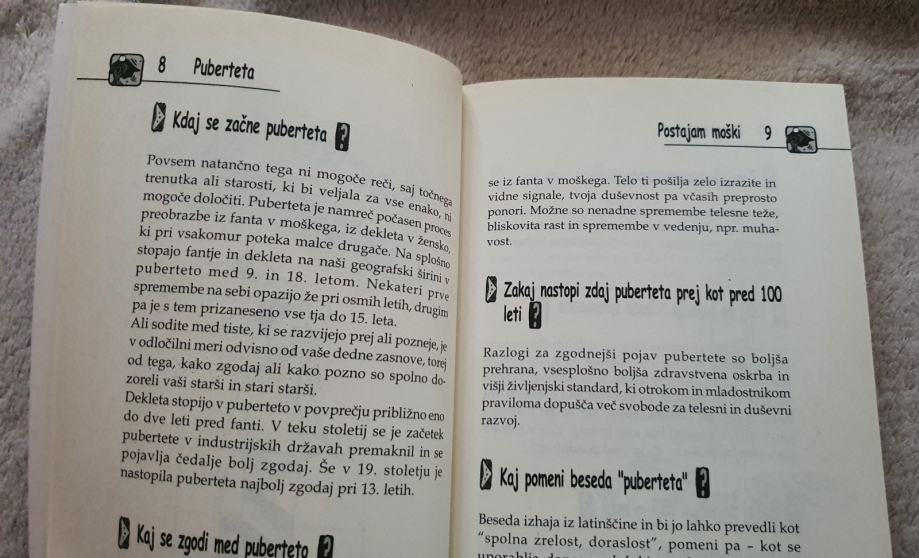 8 Puberteta
Kdaj se začne puberteta ?
Povsem natančno tega ni mogoče reči, saj točnega
trenutka ali starosti, ki bi veljala za vse enako, ni
mogoče določiti. Puberteta je namreč počasen proces
preobrazbe iz fanta v moškega, iz dekleta v žensko,
ki pri vsakomur poteka malce drugače. Na splošno
stopajo fantje in dekleta na naši geografski širini v
puberteto med 9. in 18. letom. Nekateri prve
spremembe na sebi opazijo že pri osmih letih, drugim
pa je s tem prizaneseno vse tja do 15. leta.
Ali sodite med tiste, ki se razvijejo prej ali pozneje, je
v odločilni meri odvisno od vaše dedne zasnove, torej
od tega, kako zgodaj ali kako pozno so spolno do-
zoreli vaši starši in stari starši.
Dekleta stopijo v puberteto v povprečju približno eno
do dve leti pred fanti. V teku stoletij se je začetek
pubertete v industrijskih državah premaknil in se
pojavlja čedalje bolj zgodaj. Še v 19. stoletju je
nastopila puberteta najbolj zgodaj pri 13. letih.
Kaj se zgodi med puberteto ?
Postajam moški 9
se iz fanta v moškega. Telo ti pošilja zelo izrazite in
vidne signale, tvoja duševnost pa včasih preprosto
ponori. Možne so nenadne spremembe telesne teže,
bliskovita rast in spremembe v vedenju, npr. muha-
vost.
Zakaj nastopi zdaj puberteta prej kot pred 100
leti ?
Razlogi za zgodnejši pojav pubertete so boljša
prehrana, vsesplošno boljša zdravstvena oskrba in
višji življenjski standard, ki otrokom in mladostnikom
praviloma dopušča več svobode za telesni in duševni
razvoj.
Kaj pomeni beseda "puberteta" ?
Beseda izhaja iz latinščine in bi jo lahko prevedli kot
"spolna zrelost, doraslost", pomeni pa – kot se